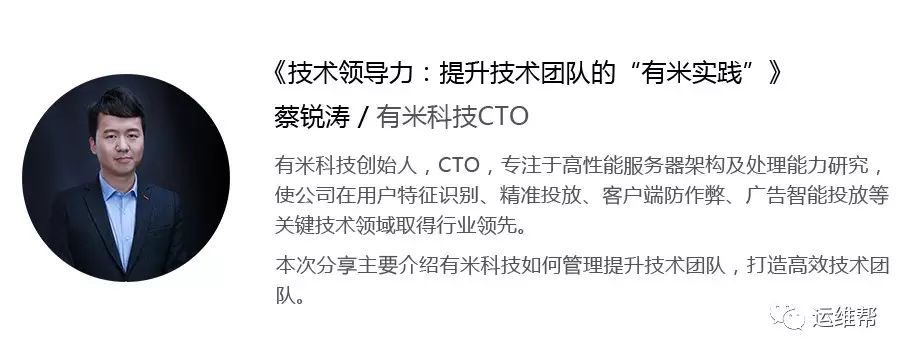 《技术领导力：提升技术团队的“有米实践”》
蔡锐涛 / 有米科技CTO
有米科技创始人，CTO，专注于高性能服务器架构及处理能力研究，
使公司在用户特征识别、精准投放、客户端防作弊、广告智能投放等
关键技术领域取得行业领先。
本次分享主要介绍有米科技如何管理提升技术团队，打造高效技术团
队。
运维帮